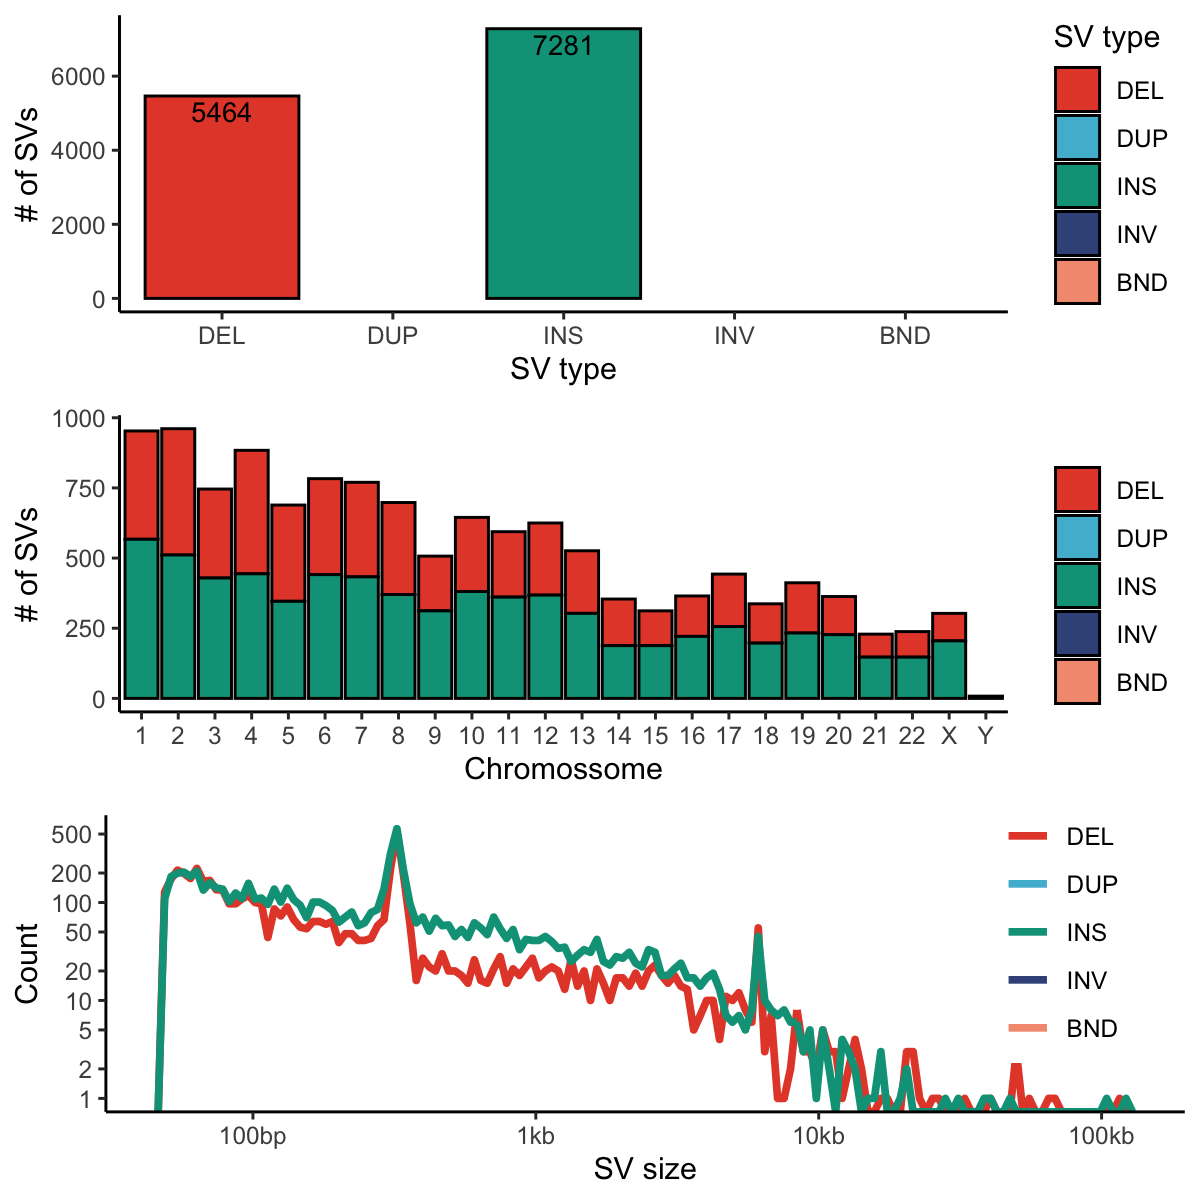 # of SVs
6000
4000
2000
0
5464
7281
DEL
DUP
INS
INV
BND
SV type
SV type
DEL
DUP
INS
INV
BND
# of SVs
1000
750
500
250
0
1 2 3 4 5 6 7 8 9 10 11 12 13 14 15 16 17 18 19 20 21 22 X Y
Chromossome
DEL
DUP
INS
INV
BND
Count
500
200
100
50
20
10
5
2
1
100bp
1kb
10kb
100kb
SV size
DEL
DUP
INS
INV
BND